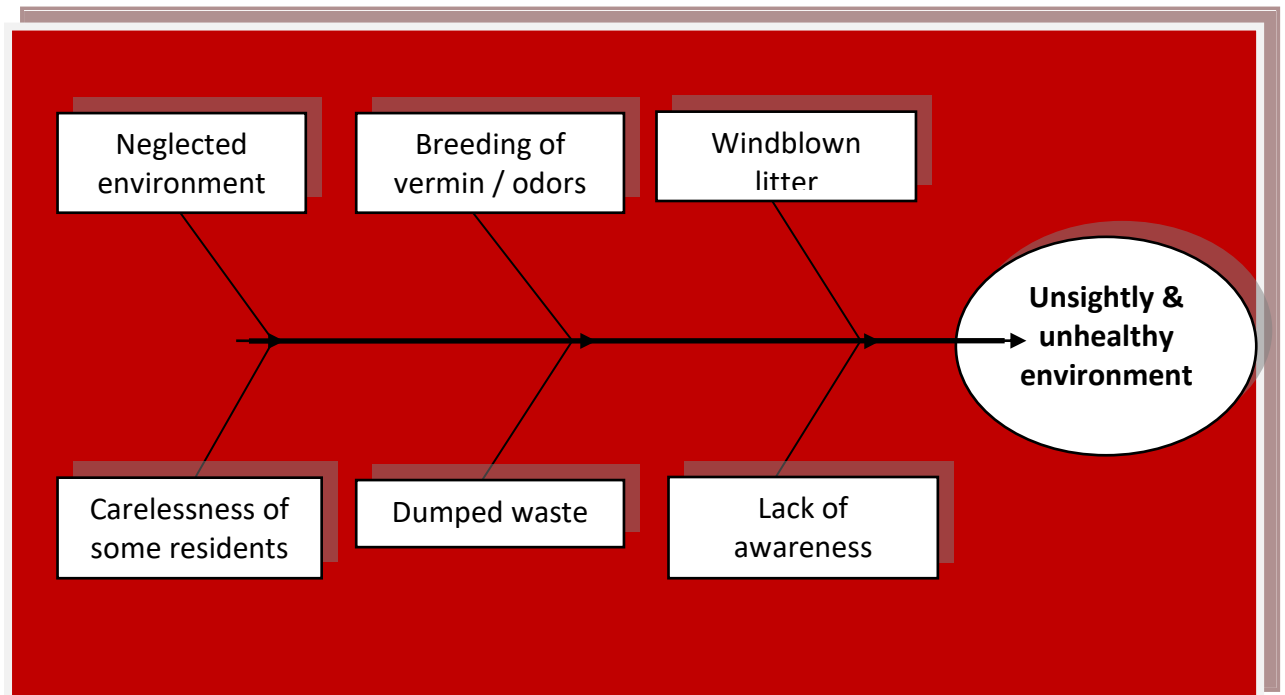 Neglected
environment
Breeding of
vermin / odors
Windblown
litter
Unsightly &
unhealthy
environment
Carelessness of
some residents
Dumped waste
Lack of
awareness